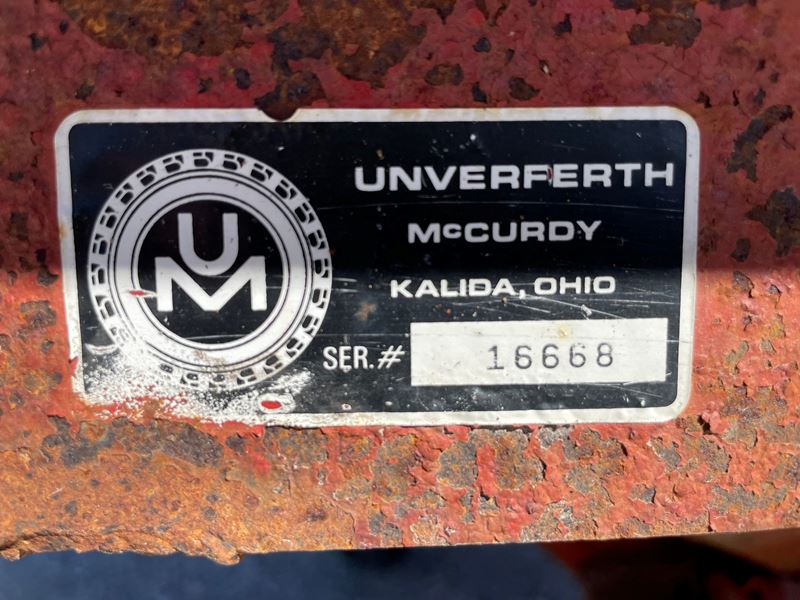 UM
UNVERFERTH
McCURDY
KALIDA, OHIO
SER.# 16668